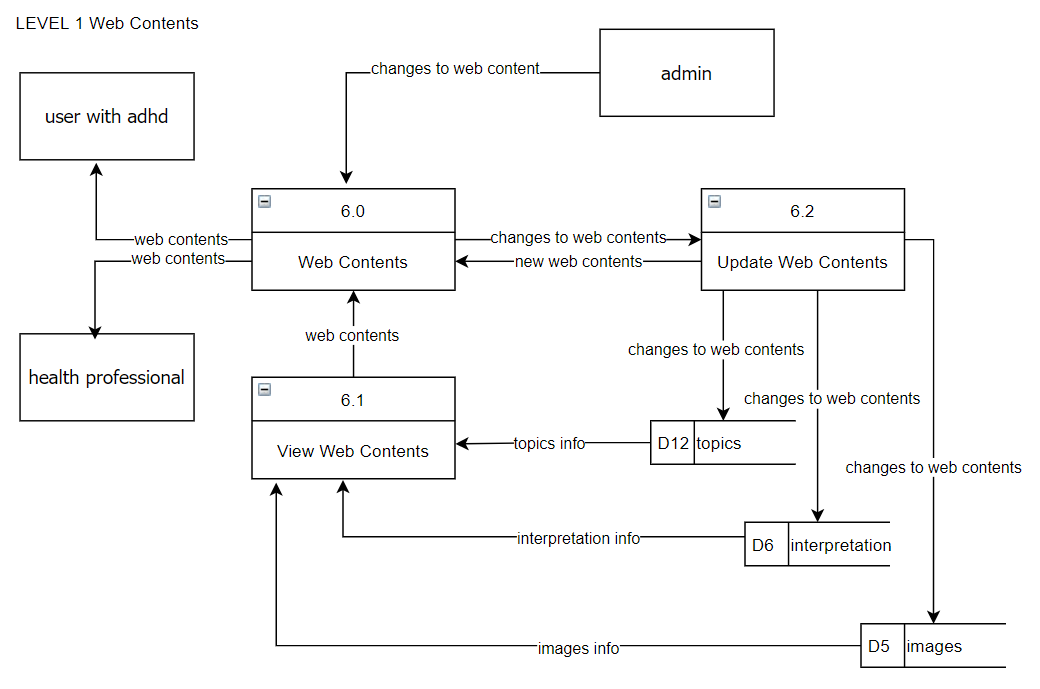 LEVEL 1 Web Contents
changes to web content
admin
user with adhd
6.0
6.2
web contents
web contents
Web Contents
changes to web contents
new web contents
Update Web Contents
web contents
changes to web contents
health professional
6.1
changes to web contents
View Web Contents
topics info
D12 topics
changes to web contents
interpretation info
D6 interpretation
images info
D5 images